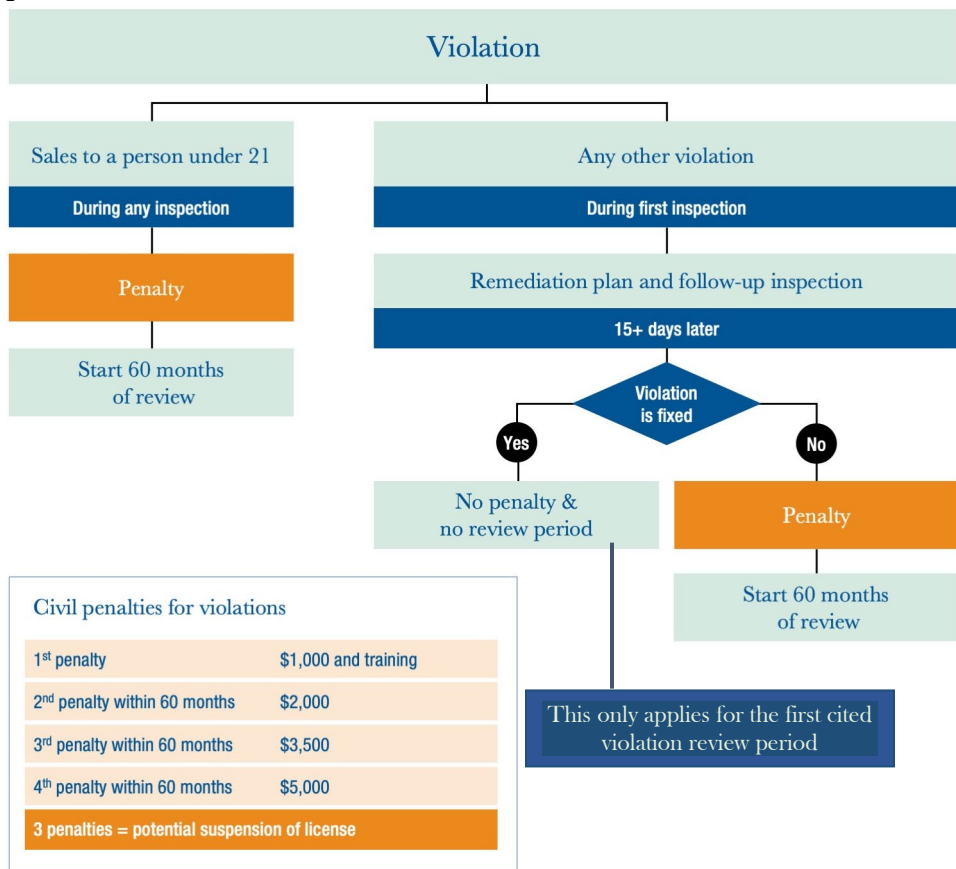 Violation
Sales to a person under 21
During any inspection
Penalty
Start 60 months
of review
Any other violation
During first inspection
Remediation plan and follow-up inspection
15+ days later
Violation
is fixed
Yes
No
No penalty &
no review period
Penalty
Start 60 months
of review
This only applies for the first cited
violation review period
Civil penalties for violations
1st penalty $1,000 and training
2nd penalty within 60 months $2,000
3rd penalty within 60 months $3,500
4th penalty within 60 months $5,000
3 penalties = potential suspension of license